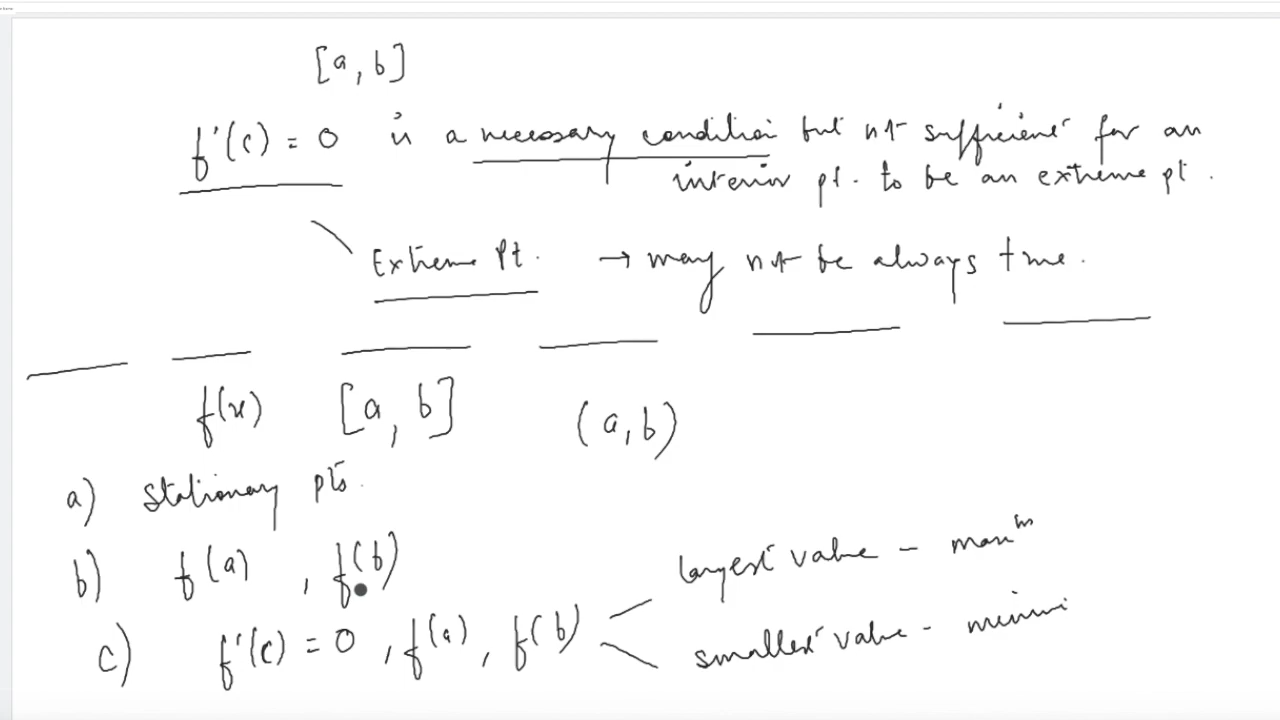 [a, b]
f'(c) = 0 is a necessary condition but not sufficient for an
interior pt. to be an extreme pt.
Extreme Pt. → may not be always true.
f(x) [a, b] (a, b)
a) Stationary pts.
b) f(a), f(b)
largest value - maxm
c) f'(c) = 0, f(a), f(b)
smallest value - minimu